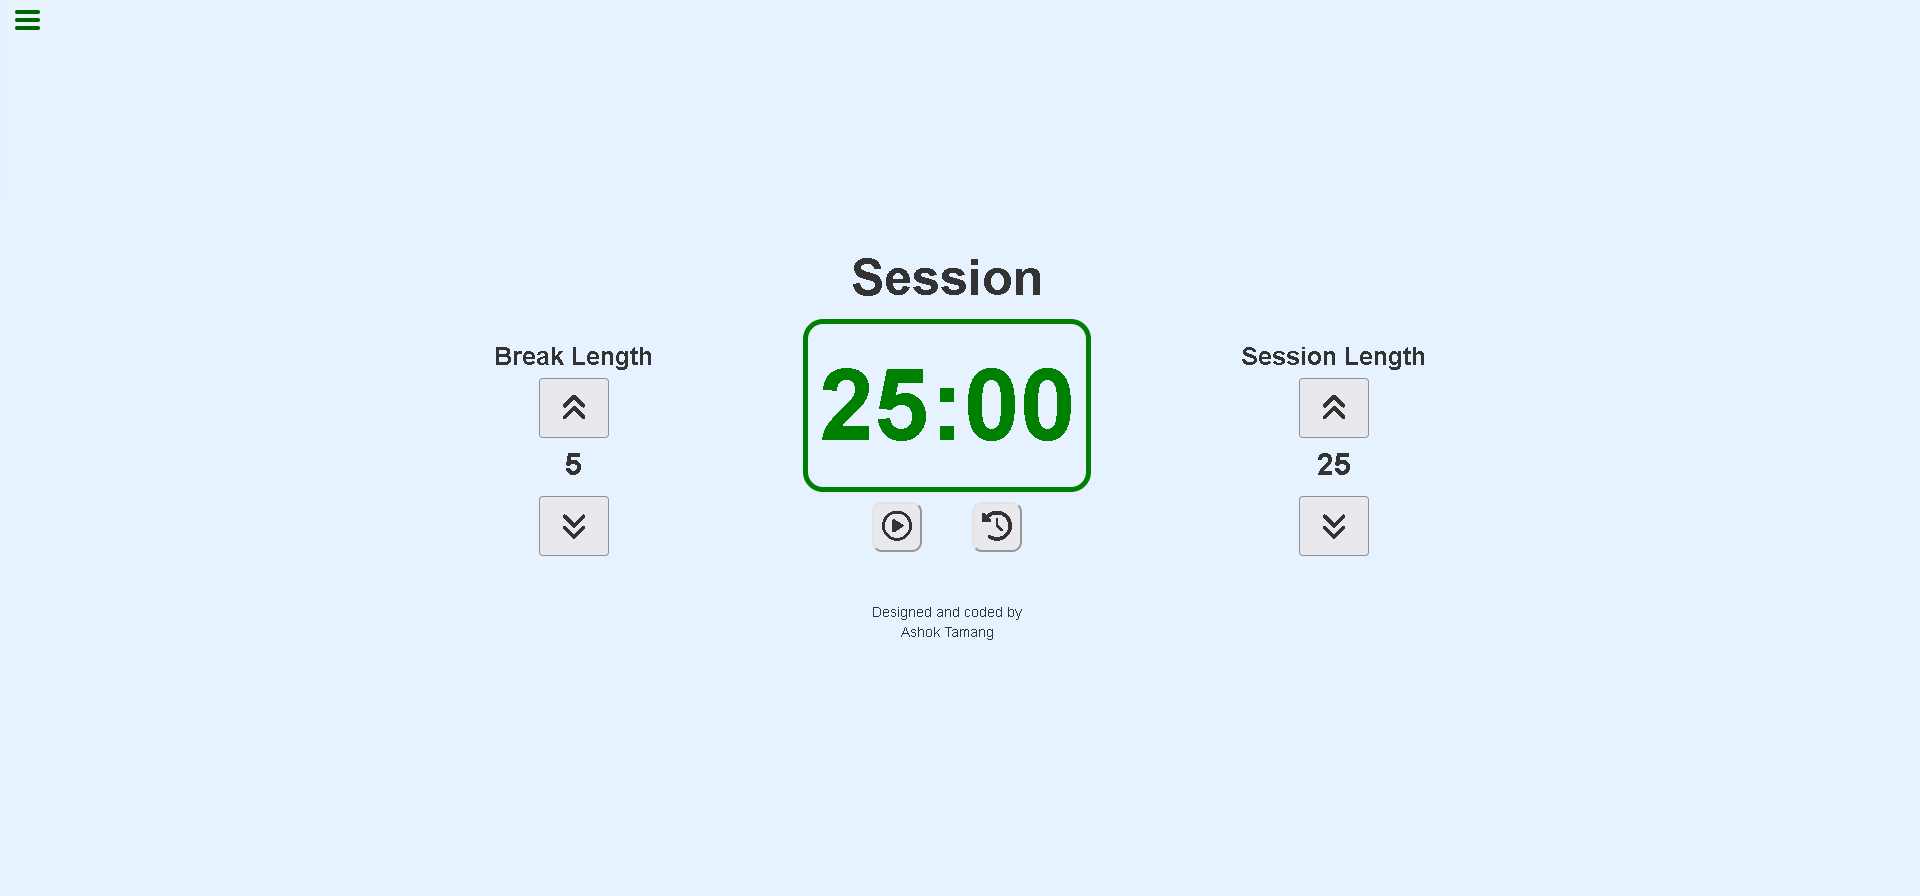 Session
Break Length
25:00
Session Length
5
25
Designed and coded by
Ashok Tamang